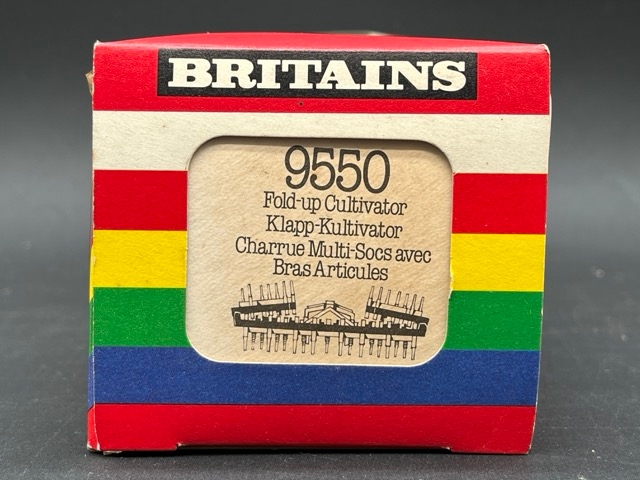 BRITAINS
9550
Fold-up Cultivator
Klapp-Kultivator
Charrue Multi-Socs avec
Bras Articules